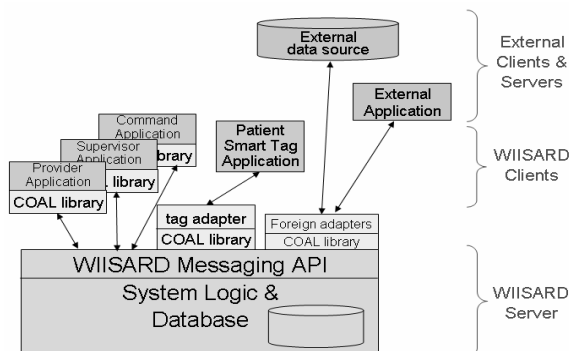 External
data source
External
Clients &
Servers
External
Application
Command
Application
library
Supervisor
Application
L library
Provider
Application
COAL library
Patient
Smart Tag
Application
WIISARD
Clients
tag adapter
COAL library
Foreign adapters
COAL library
WIISARD Messaging API
System Logic &
Database
WIISARD
Server